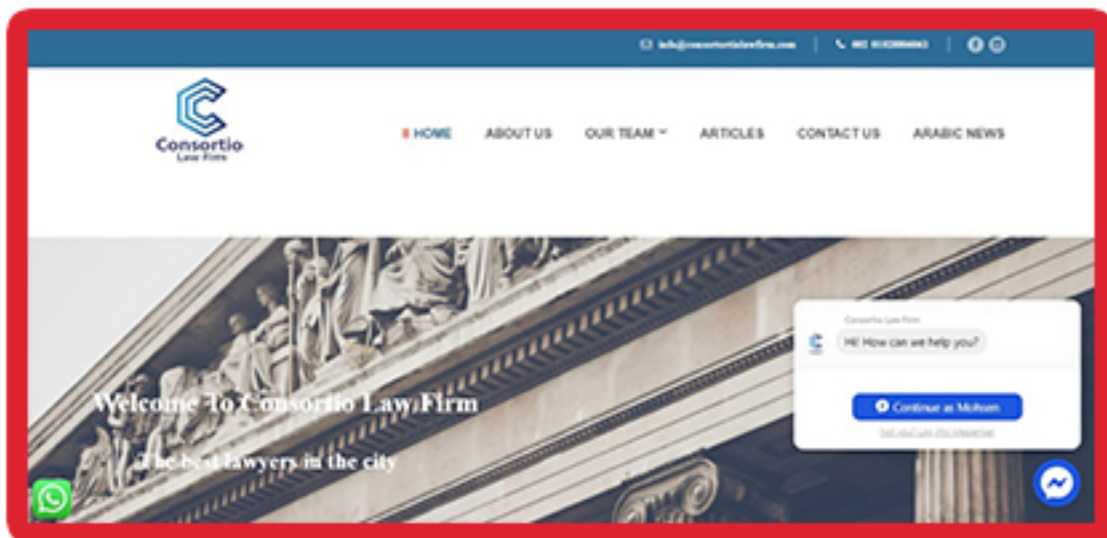 HOME ABOUT US OUR TEAM ARTICLES CONTACT US ARABIC NEWS
Consortio
Law Firm
Consortio Law Firm
Hi! How can we help you?
Continue as Mohsen
Welcome To Consortio Law Firm
The best lawyers in the city